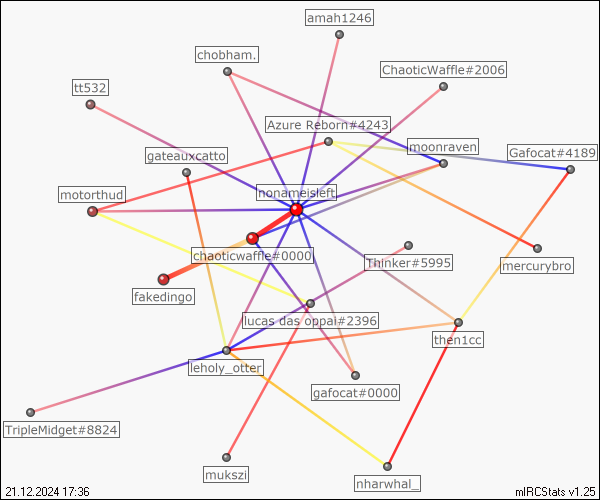 amah1246
chobham.
ChaoticWaffle#2006
tt532
Azure Reborn#4243
moonraven
Gafocat#4189
gateauxcatto
nonameisleft
motorthud
chaoticwaffle#0000
Thinker#5995
mercurybro
fakedingo
lucas das oppai#2396
then1cc
leholy_otter
gafocat#0000
TripleMidget#8824
mukszi
nharwhal_
21.12.2024 17:36
mIRCStats v1.25